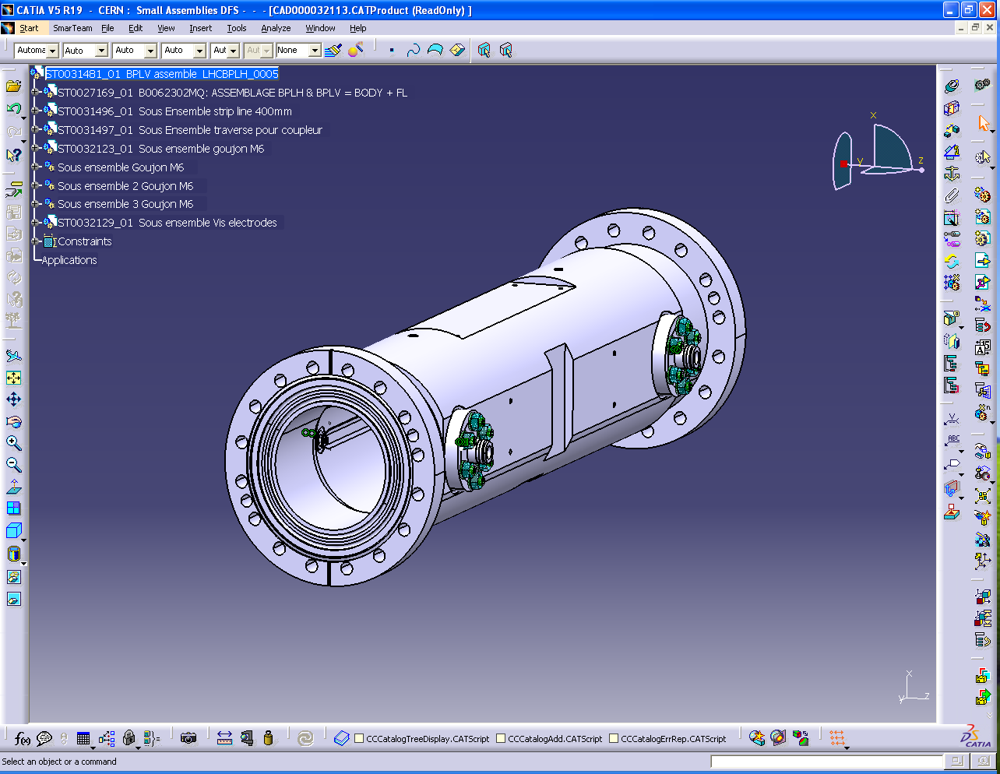 CATIA V5 R19 - CERN : Small Assemblies DFS - - - [CAD000032113.CATProduct (ReadOnly) ]
Start SmarTeam File Edit View Insert Tools Analyze Window Help
Automa Auto Auto Auto Aut Aut None
ST0031481_01 BPLV assemble LHCBPLH_0005
ST0027169_01 B0062302MQ: ASSEMBLAGE BPLH & BPLV = BODY + FL
ST0031496_01 Sous Ensemble strip line 400mm
ST0031497_01 Sous Ensemble traverse pour coupleur
ST0032123_01 Sous ensemble goujon M6
Sous ensemble Goujon M6
Sous ensemble 2 Goujon M6
Sous ensemble 3 Goujon M6
ST0032129_01 Sous ensemble Vis electrodes
Constraints
Applications
x
y
z
ABC
x
y
z
f(x)
CCCatalogTreeDisplay.CATScript CCCatalogAdd.CATScript CCCatalogErrRep.CATScript
CATIA
Select an object or a command